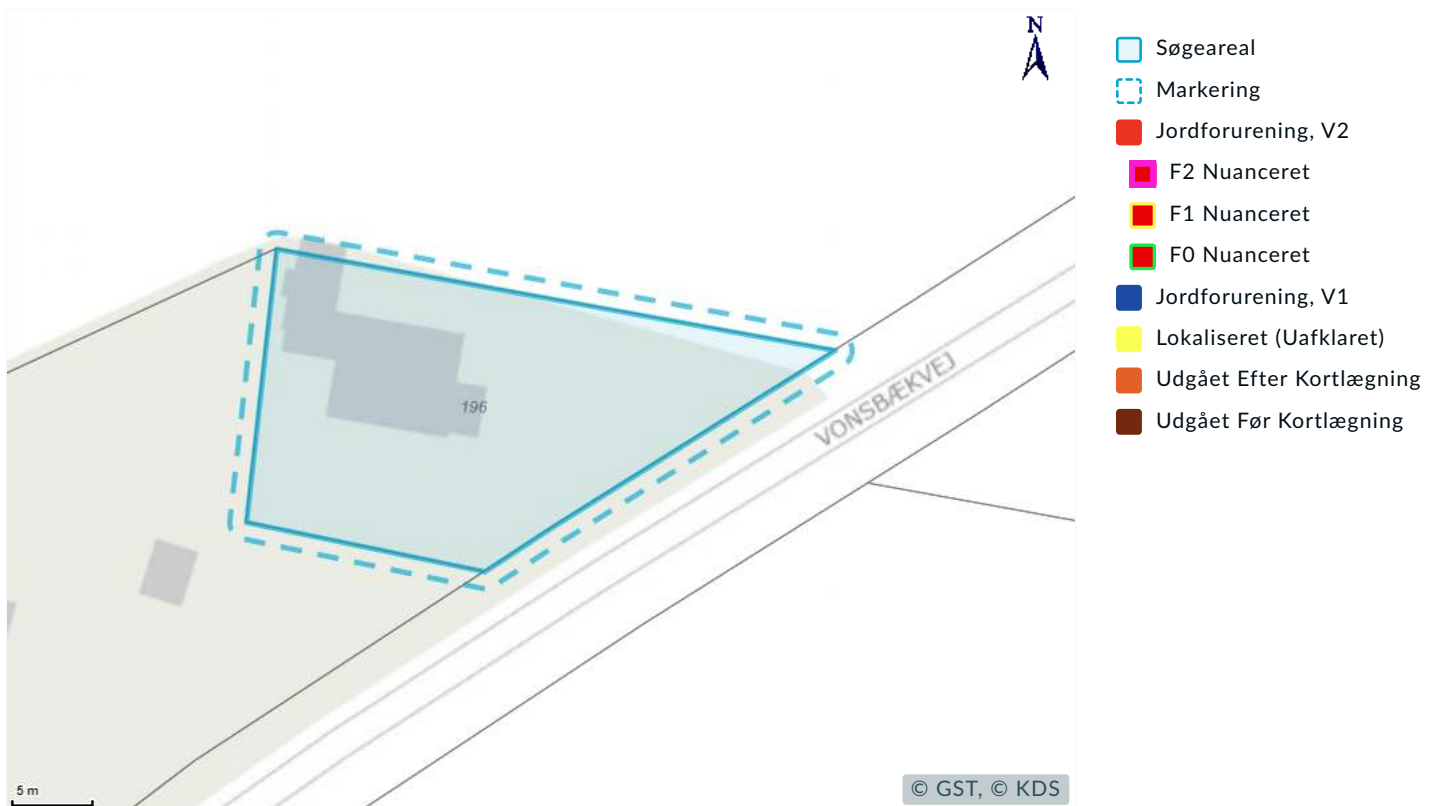 N
Søgeareal
Markering
Jordforurening, V2
F2 Nuanceret
F1 Nuanceret
F0 Nuanceret
Jordforurening, V1
Lokaliseret (Uafklaret)
Udgået Efter Kortlægning
Udgået Før Kortlægning
196
VONSBÆKVEJ
5 m
© GST, © KDS